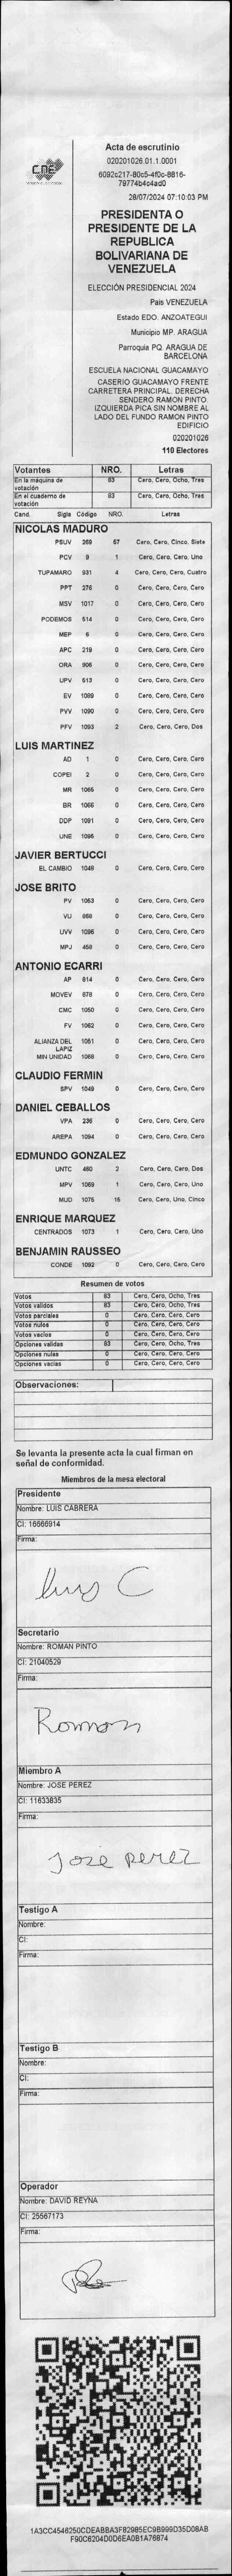 CNE
Acta de escrutinio
020201026.01.1.0001
6092c217-80c5-4f0c-8816-
79774b4c4ad0
28/07/2024 07:10:03 PM
PRESIDENTA O
PRESIDENTE DE LA
REPUBLICA
BOLIVARIANA DE
VENEZUELA
ELECCIÓN PRESIDENCIAL 2024
Pais VENEZUELA
Estado EDO. ANZOATEGUI
Municipio MP. ARAGUA
Parroquia PQ. ARAGUA DE
BARCELONA
ESCUELA NACIONAL GUACAMAYO
CASERIO GUACAMAYO FRENTE
CARRETERA PRINCIPAL. DERECHA
SENDERO RAMON PINTO.
IZQUIERDA PICA SIN NOMBRE AL
LADO DEL FUNDO RAMON PINTO
EDIFICIO
020201026
110 Electores
Votantes NRO. Letras
En la máquina de votación 83 Cero, Cero, Ocho, Tres
En el cuaderno de votación 83 Cero, Cero, Ocho, Tres
Cand. Sigla Código NRO. Letras
NICOLAS MADURO
PSUV 269 57 Cero, Cero, Cinco, Siete
PCV 9 1 Cero, Cero, Cero, Uno
TUPAMARO 931 4 Cero, Cero, Cero, Cuatro
PPT 276 0 Cero, Cero, Cero, Cero
MSV 1017 0 Cero, Cero, Cero, Cero
PODEMOS 514 0 Cero, Cero, Cero, Cero
MEP 6 0 Cero, Cero, Cero, Cero
APC 219 0 Cero, Cero, Cero, Cero
ORA 906 0 Cero, Cero, Cero, Cero
UPV 513 0 Cero, Cero, Cero, Cero
EV 1089 0 Cero, Cero, Cero, Cero
PVV 1090 0 Cero, Cero, Cero, Cero
PFV 1093 2 Cero, Cero, Cero, Dos
LUIS MARTINEZ
AD 1 0 Cero, Cero, Cero, Cero
COPEI 2 0 Cero, Cero, Cero, Cero
MR 1065 0 Cero, Cero, Cero, Cero
BR 1066 0 Cero, Cero, Cero, Cero
DDP 1091 0 Cero, Cero, Cero, Cero
UNE 1095 0 Cero, Cero, Cero, Cero
JAVIER BERTUCCI
EL CAMBIO 1048 0 Cero, Cero, Cero, Cero
JOSE BRITO
PV 1053 0 Cero, Cero, Cero, Cero
VU 868 0 Cero, Cero, Cero, Cero
UVV 1096 0 Cero, Cero, Cero, Cero
MPJ 458 0 Cero, Cero, Cero, Cero
ANTONIO ECARRI
AP 814 0 Cero, Cero, Cero, Cero
MOVEV 878 0 Cero, Cero, Cero, Cero
CMC 1050 0 Cero, Cero, Cero, Cero
FV 1062 0 Cero, Cero, Cero, Cero
ALIANZA DEL LAPIZ 1051 0 Cero, Cero, Cero, Cero
MIN UNIDAD 1068 0 Cero, Cero, Cero, Cero
CLAUDIO FERMIN
SPV 1049 0 Cero, Cero, Cero, Cero
DANIEL CEBALLOS
VPA 236 0 Cero, Cero, Cero, Cero
AREPA 1094 0 Cero, Cero, Cero, Cero
EDMUNDO GONZALEZ
UNTC 460 2 Cero, Cero, Cero, Dos
MPV 1069 1 Cero, Cero, Cero, Uno
MUD 1075 15 Cero, Cero, Uno, Cinco
ENRIQUE MARQUEZ
CENTRADOS 1073 1 Cero, Cero, Cero, Uno
BENJAMIN RAUSSEO
CONDE 1092 0 Cero, Cero, Cero, Cero
Resumen de votos
Votos 83 Cero, Cero, Ocho, Tres
Votos validos 83 Cero, Cero, Ocho, Tres
Votos parciales 0 Cero, Cero, Cero, Cero
Votos nulos 0 Cero, Cero, Cero, Cero
Votos vacios 0 Cero, Cero, Cero, Cero
Opciones validas 83 Cero, Cero, Ocho, Tres
Opciones nulas 0 Cero, Cero, Cero, Cero
Opciones vacias 0 Cero, Cero, Cero, Cero
Observaciones:
Se levanta la presente acta la cual firman en
señal de conformidad.
Miembros de la mesa electoral
Presidente
Nombre: LUIS CABRERA
CI: 16666914
Firma:
luis C
Secretario
Nombre: ROMAN PINTO
CI: 21040529
Firma:
Roman
Miembro A
Nombre: JOSE PEREZ
CI: 11633835
Firma:
Jose perez
Testigo A
Nombre:
CI:
Firma:
Testigo B
Nombre:
CI:
Firma:
Operador
Nombre: DAVID REYNA
CI: 25567173
Firma:
1A3CC4546250CDEABBA3F82985EC9B999D35D08AB
F90C6204D0D6EA0B1A76874